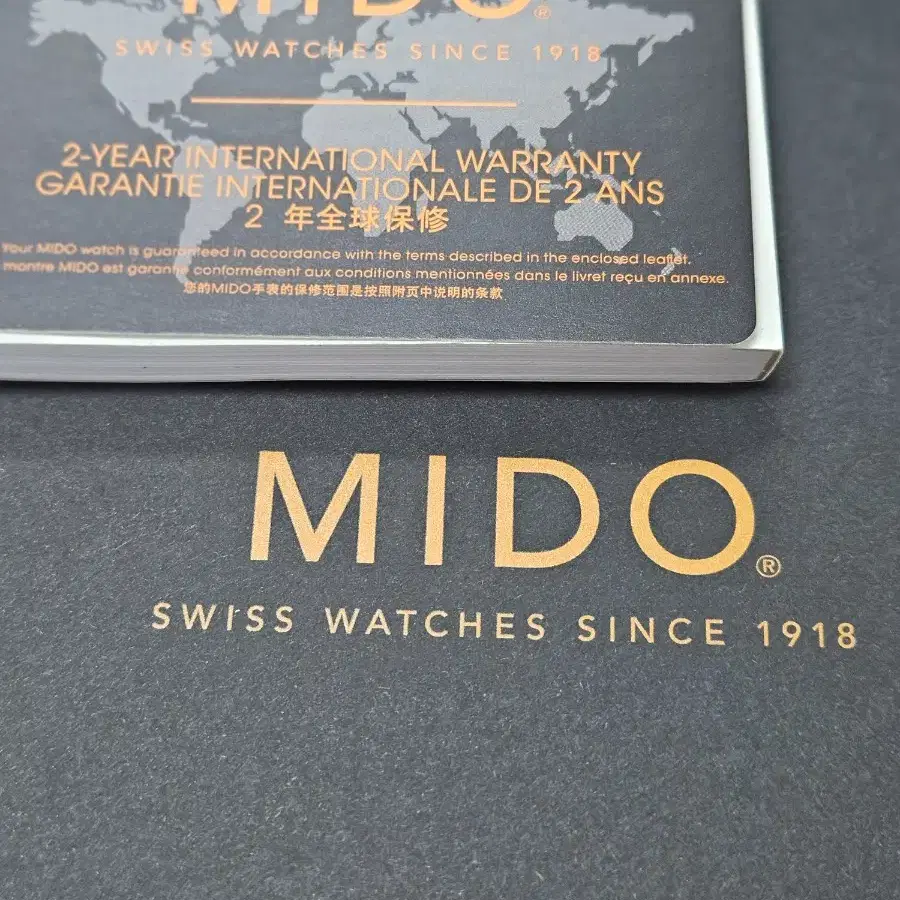 MIDO®
SWISS WATCHES SINCE 1918
2-YEAR INTERNATIONAL WARRANTY
GARANTIE INTERNATIONALE DE 2 ANS
2 年全球保修
Your MIDO watch is guaranteed in accordance with the terms described in the enclosed leaflet.
montre MIDO est garantie conformément aux conditions mentionnées dans le livret reçu en annexe.
您的MIDO手表的保修范围是按照附页中说明的条款
MIDO®
SWISS WATCHES SINCE 1918